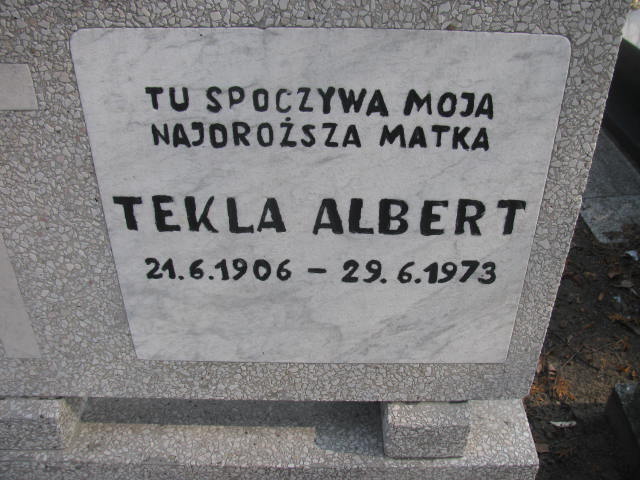 TU SPOCZYWA MOJA
NAJDROŻSZA MATKA
TEKLA ALBERT
21.6.1906 – 29.6.1973